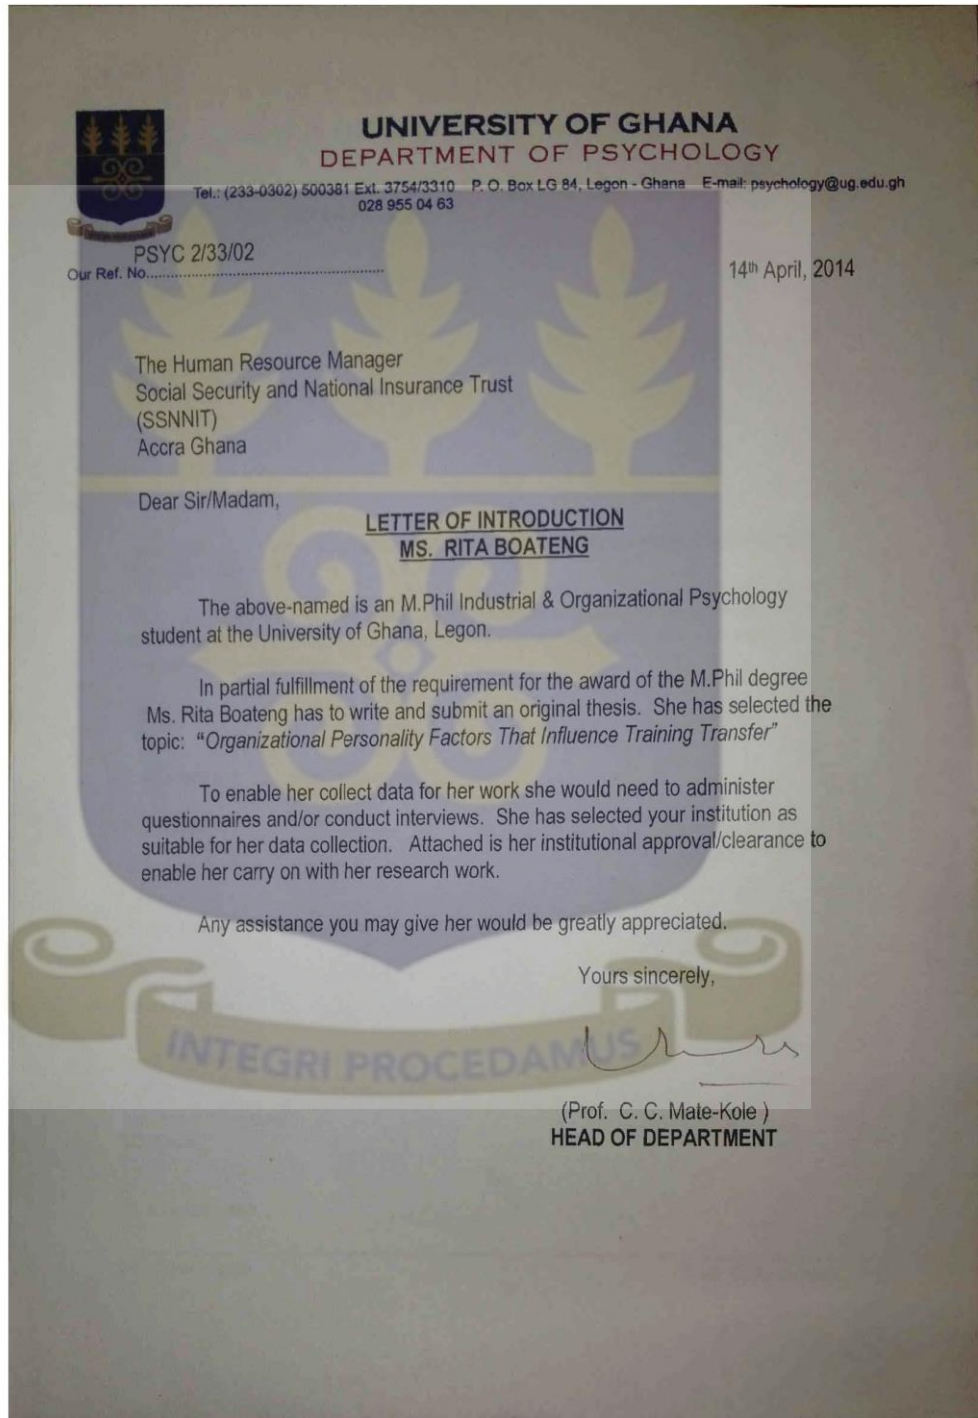 UNIVERSITY OF GHANA
DEPARTMENT OF PSYCHOLOGY
Tel.: (233-0302) 500381 Ext. 3754/3310 P. O. Box LG 84, Legon - Ghana E-mail: psychology@ug.edu.gh
028 955 04 63
PSYC 2/33/02
Our Ref. No.......................................................
14th April, 2014
The Human Resource Manager
Social Security and National Insurance Trust
(SSNNIT)
Accra Ghana
Dear Sir/Madam,
LETTER OF INTRODUCTION
MS. RITA BOATENG
The above-named is an M.Phil Industrial & Organizational Psychology
student at the University of Ghana, Legon.
In partial fulfillment of the requirement for the award of the M.Phil degree
Ms. Rita Boateng has to write and submit an original thesis. She has selected the
topic: "Organizational Personality Factors That Influence Training Transfer"
To enable her collect data for her work she would need to administer
questionnaires and/or conduct interviews. She has selected your institution as
suitable for her data collection. Attached is her institutional approval/clearance to
enable her carry on with her research work.
Any assistance you may give her would be greatly appreciated.
Yours sincerely,
INTEGRI PROCEDAMUS
(Prof. C. C. Mate-Kole )
HEAD OF DEPARTMENT